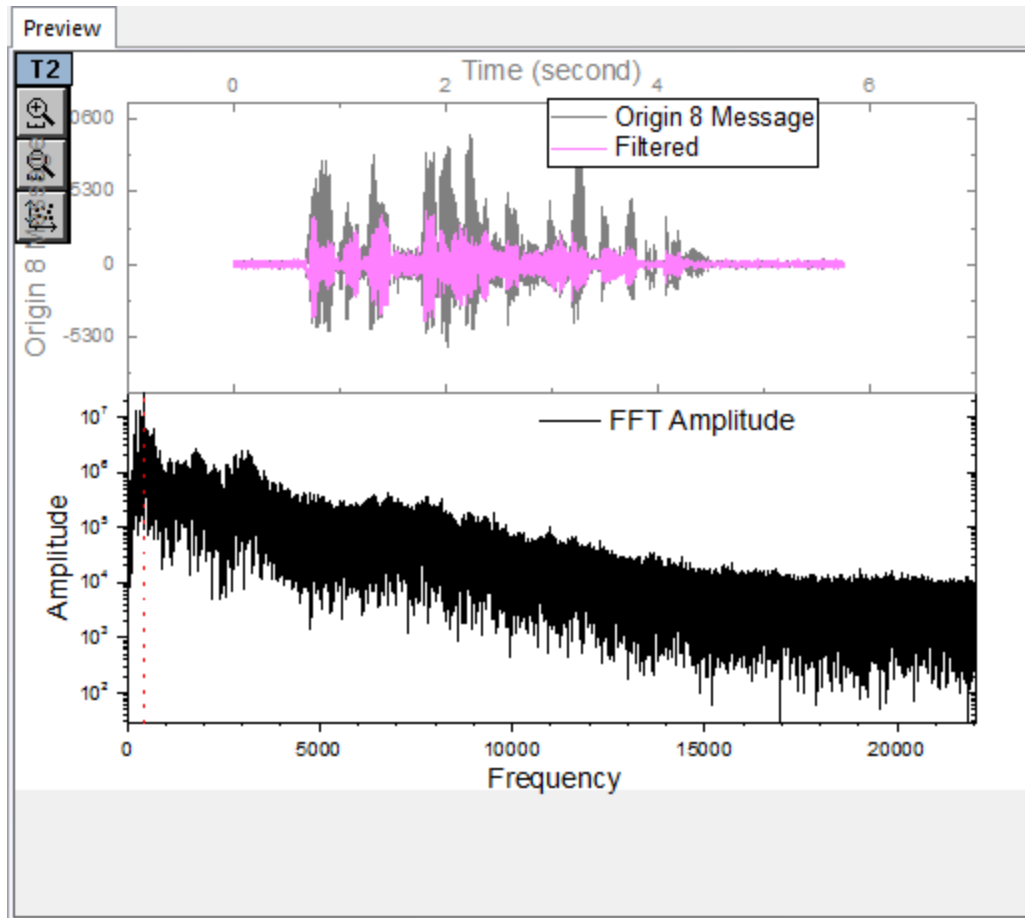 Preview
T2
Time (second)
0 2 4 6
Origin 8 Message
Filtered
0600
5300
0
-5300
Origin 8 Message
FFT Amplitude
10⁷
10⁶
10⁵
10⁴
10³
10²
Amplitude
0 5000 10000 15000 20000
Frequency